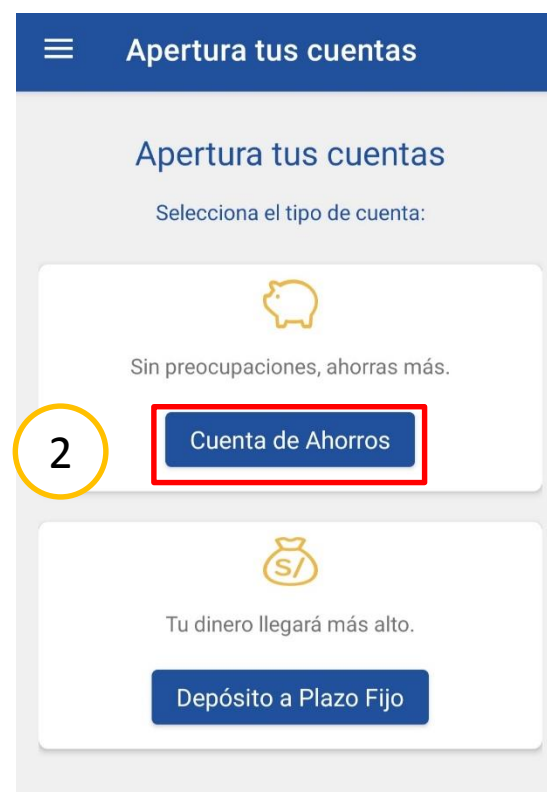 Apertura tus cuentas
Apertura tus cuentas
Selecciona el tipo de cuenta:
Sin preocupaciones, ahorras más.
2
Cuenta de Ahorros
S/
Tu dinero llegará más alto.
Depósito a Plazo Fijo